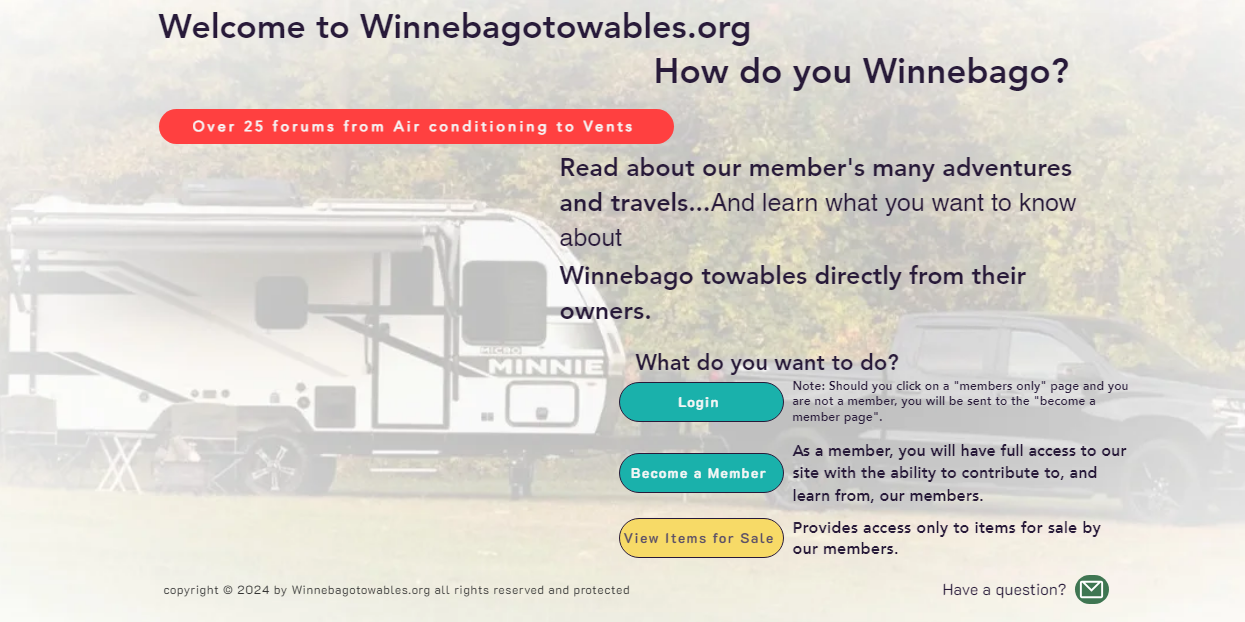 Welcome to Winnebagotowables.org
How do you Winnebago?
Over 25 forums from Air conditioning to Vents
Read about our member's many adventures
and travels...And learn what you want to know
about
Winnebago towables directly from their
owners.
MICRO
MINNIE
What do you want to do?
Login
Note: Should you click on a "members only" page and you
are not a member, you will be sent to the "become a
member page".
Become a Member
As a member, you will have full access to our
site with the ability to contribute to, and
learn from, our members.
View Items for Sale
Provides access only to items for sale by
our members.
copyright © 2024 by Winnebagotowables.org all rights reserved and protected
Have a question?